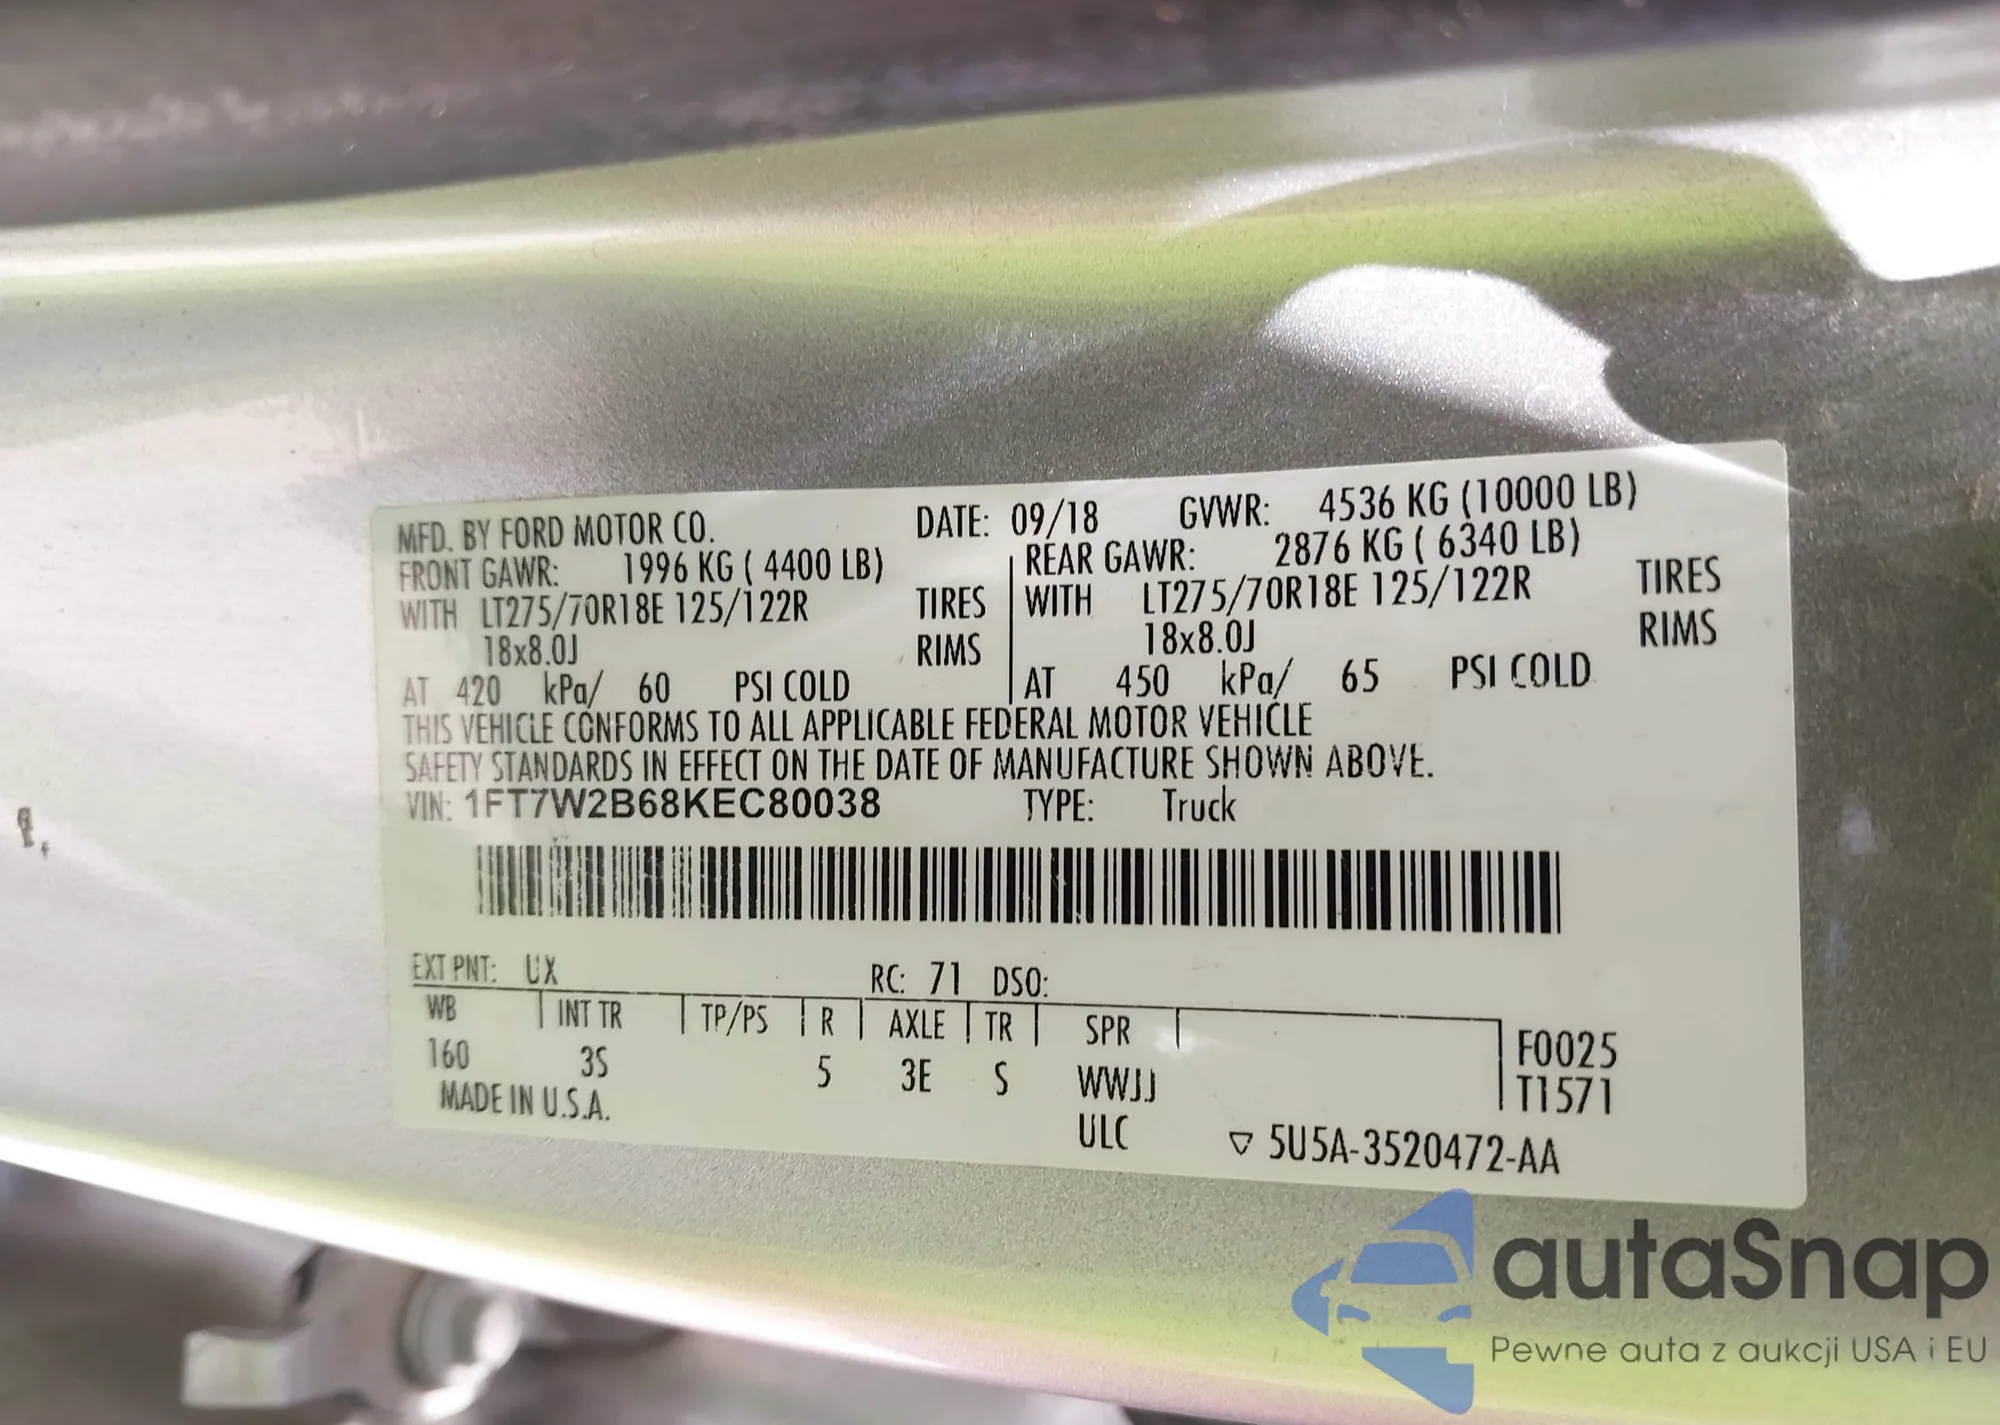 MFD. BY FORD MOTOR CO. DATE: 09/18 GVWR: 4536 KG (10000 LB)
FRONT GAWR: 1996 KG ( 4400 LB) REAR GAWR: 2876 KG ( 6340 LB)
WITH LT275/70R18E 125/122R TIRES WITH LT275/70R18E 125/122R TIRES
18x8.0J RIMS 18x8.0J RIMS
AT 420 kPa/ 60 PSI COLD AT 450 kPa/ 65 PSI COLD
THIS VEHICLE CONFORMS TO ALL APPLICABLE FEDERAL MOTOR VEHICLE
SAFETY STANDARDS IN EFFECT ON THE DATE OF MANUFACTURE SHOWN ABOVE.
VIN: 1FT7W2B68KEC80038 TYPE: Truck
EXT PNT: UX RC: 71 DSO:
WB INT TR TP/PS R AXLE TR SPR F0025
160 3S 5 3E S WWJJ T1571
MADE IN U.S.A. ULC ▽ 5U5A-3520472-AA
autaSnap
Pewne auta z aukcji USA i EU